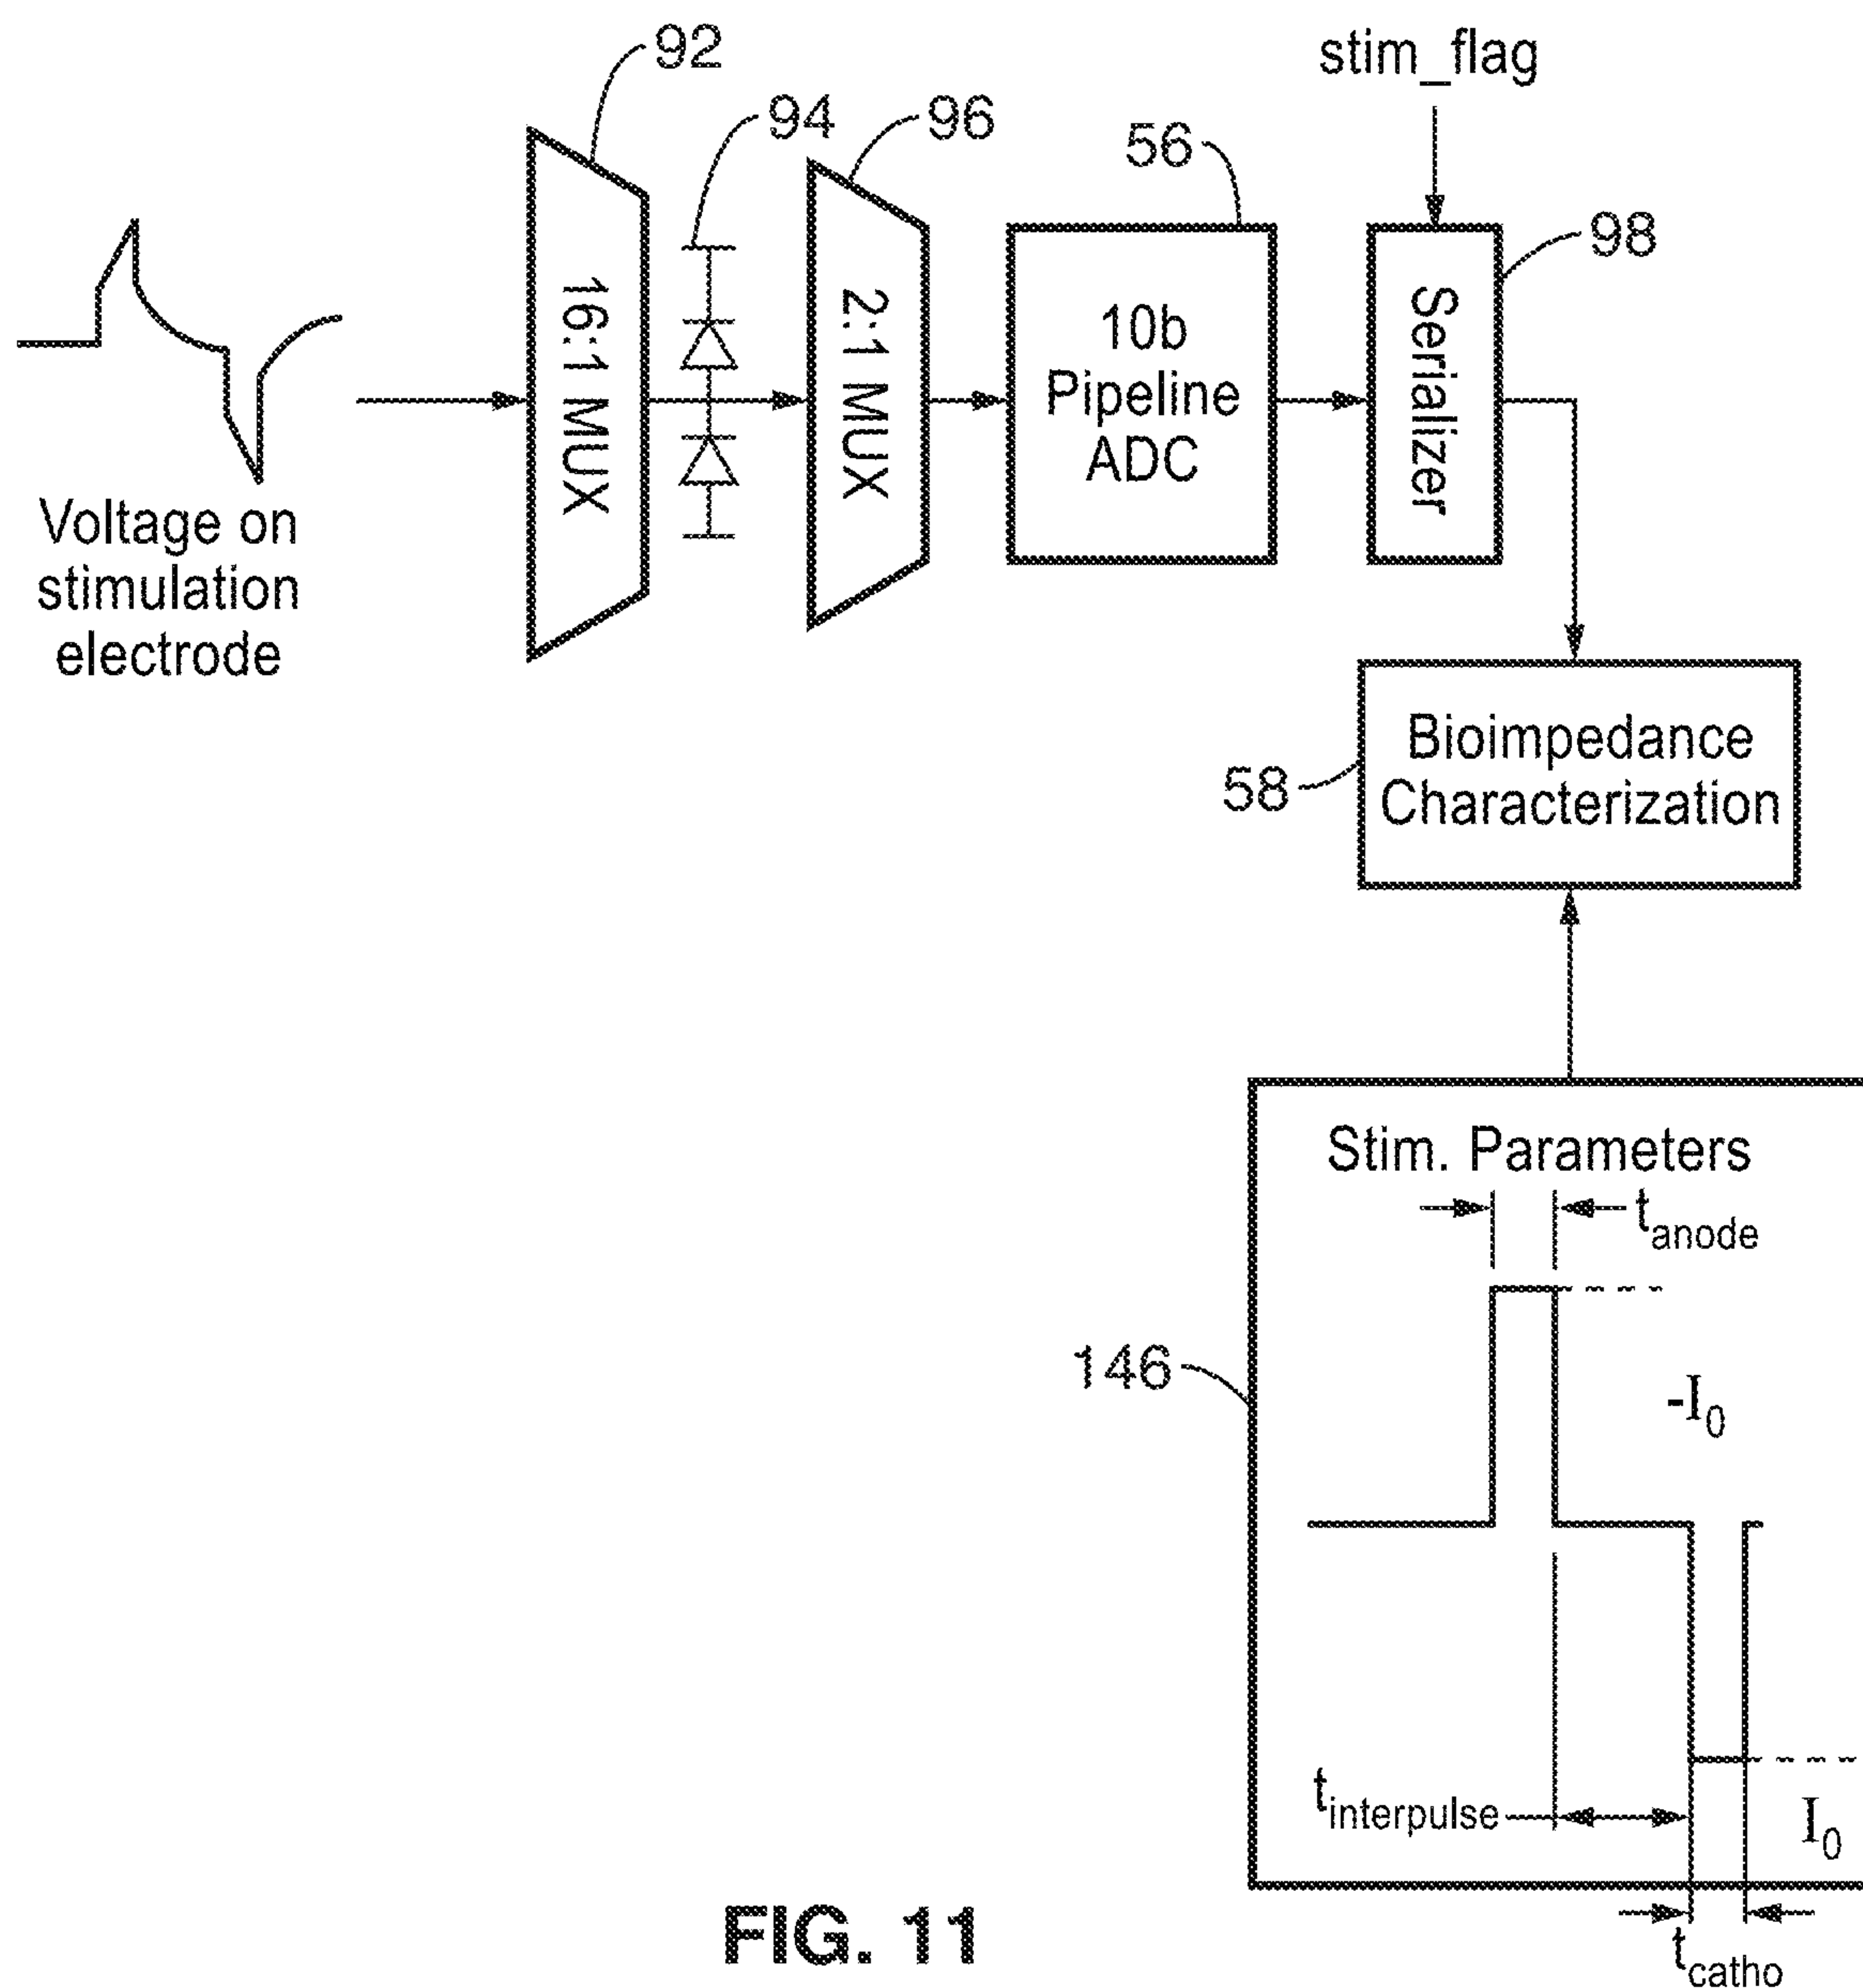 92
stim_flag
94
96
56
98
16:1 MUX
2:1 MUX
10b
Pipeline
ADC
Serializer
Voltage on
stimulation
electrode
58
Bioimpedance
Characterization
Stim. Parameters
t_anode
146
-I_0
t_interpulse
I_0
t_catho
FIG. 11